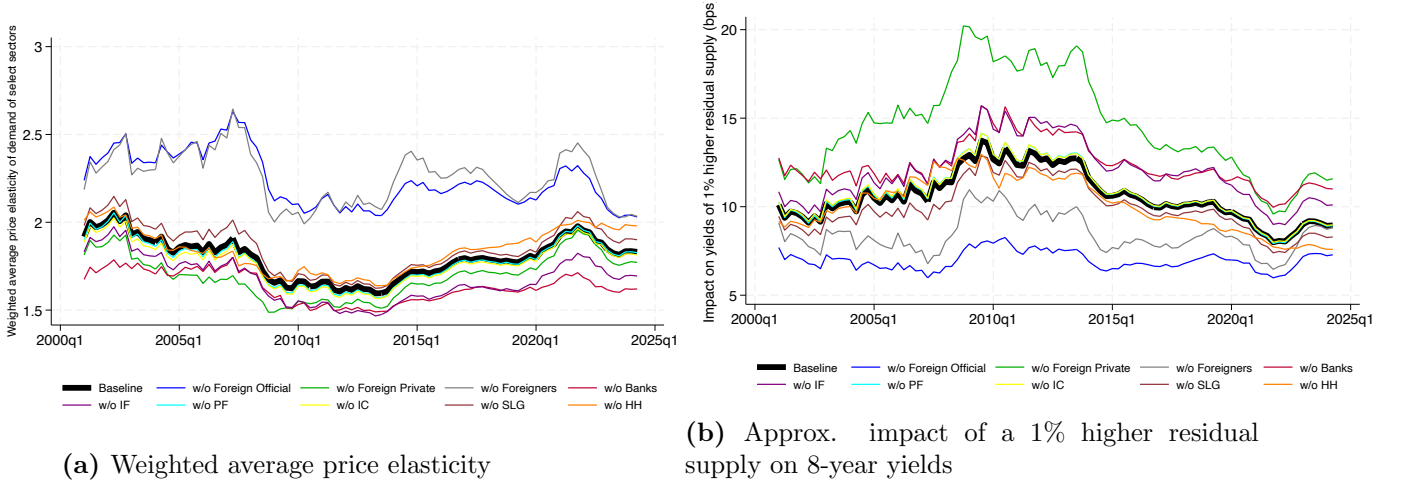 Weighted average price elasticity of demand of select sectors
3
2.5
2
1.5
2000q1 2005q1 2010q1 2015q1 2020q1 2025q1
Baseline w/o Foreign Official w/o Foreign Private w/o Foreigners w/o Banks
w/o IF w/o PF w/o IC w/o SLG w/o HH
(a) Weighted average price elasticity
Impact on yields of 1% higher residual supply (bps
20
15
10
5
2000q1 2005q1 2010q1 2015q1 2020q1 2025q1
Baseline w/o Foreign Official w/o Foreign Private w/o Foreigners w/o Banks
w/o IF w/o PF w/o IC w/o SLG w/o HH
(b) Approx. impact of a 1% higher residual
supply on 8-year yields